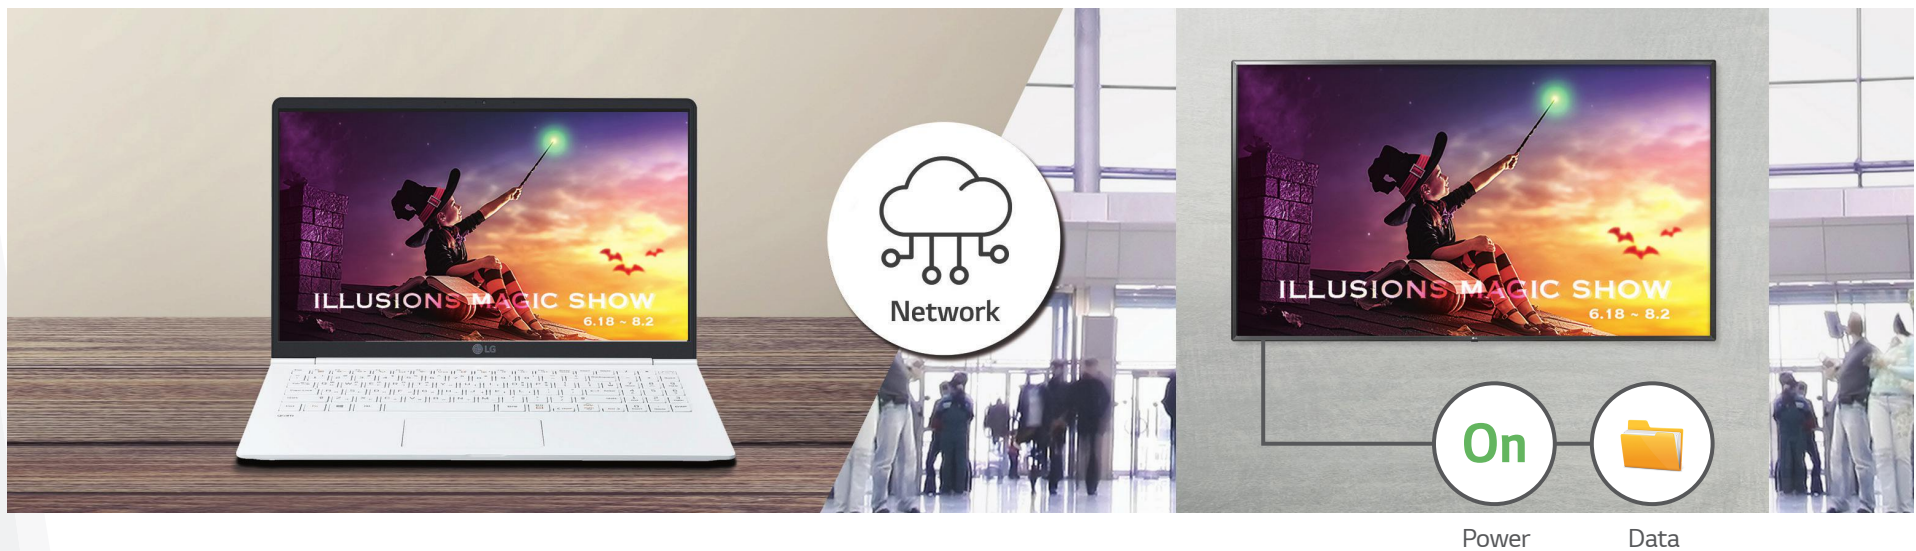 ILLUSIONS MAGIC SHOW
6.18 ~ 8.2
LG
Network
ILLUSIONS MAGIC SHOW
6.18 ~ 8.2
On
Power
Data